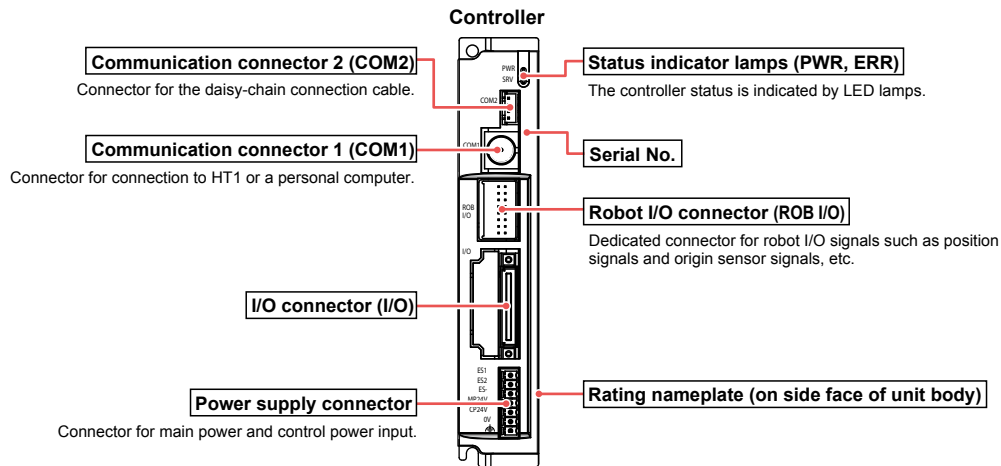 Controller
Communication connector 2 (COM2)
Connector for the daisy-chain connection cable.
Communication connector 1 (COM1)
Connector for connection to HT1 or a personal computer.
I/O connector (I/O)
Power supply connector
Connector for main power and control power input.
PWR
SRV
COM2
COM1
ROB
I/O
I/O
ES1
ES2
ES-
MP24V
CP24V
0V
Status indicator lamps (PWR, ERR)
The controller status is indicated by LED lamps.
Serial No.
Robot I/O connector (ROB I/O)
Dedicated connector for robot I/O signals such as position
signals and origin sensor signals, etc.
Rating nameplate (on side face of unit body)